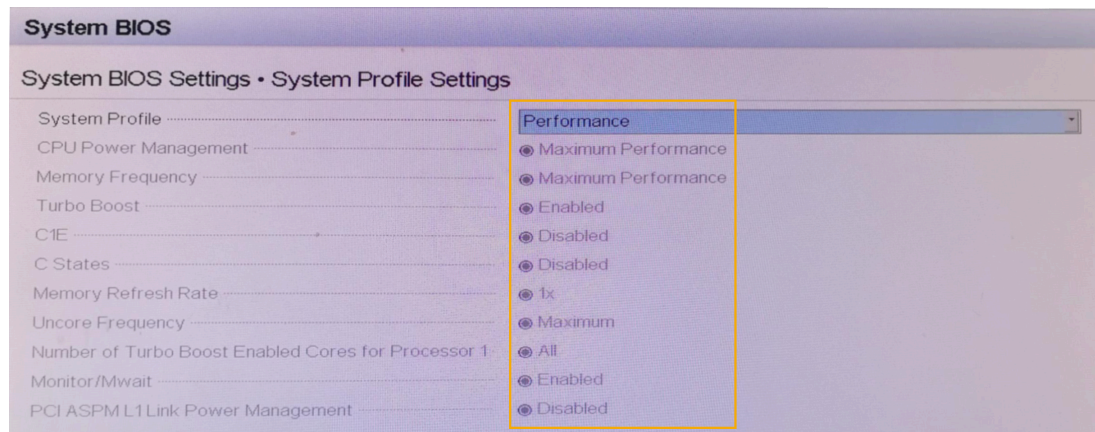 System BIOS
System BIOS Settings • System Profile Settings
System Profile Performance
CPU Power Management Maximum Performance
Memory Frequency Maximum Performance
Turbo Boost Enabled
C1E Disabled
C States Disabled
Memory Refresh Rate 1x
Uncore Frequency Maximum
Number of Turbo Boost Enabled Cores for Processor 1 All
Monitor/Mwait Enabled
PCI ASPM L1 Link Power Management Disabled